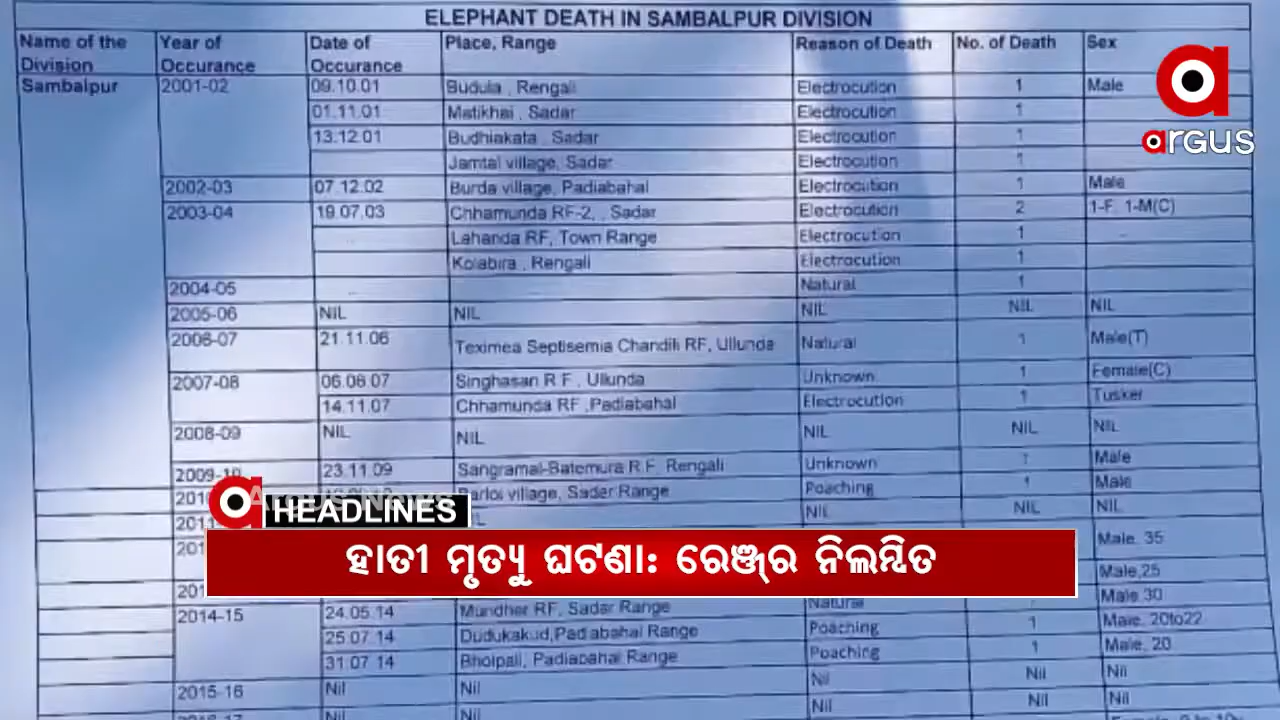 ELEPHANT DEATH IN SAMBALPUR DIVISION
Name of the Division Year of Occurance Date of Occurance Place, Range Reason of Death No. of Death Sex
Sambalpur 2001-02 09.10.01 Budula , Rengali Electrocution 1 Male
01.11.01 Matikhai , Sadar Electrocution 1
13.12.01 Budhiakata , Sadar Electrocution 1
Jamtal village, Sadar Electrocution 1
2002-03 07.12.02 Burda village, Padiabahal Electrocution 1 Male
2003-04 19.07.03 Chhamunda RF-2, , Sadar Electrocution 2 1-F, 1-M(C)
Lahanda RF, Town Range Electrocution 1
Kolabira , Rengali Electrocution 1
2004-05 Natural 1
2005-06 NIL NIL NIL NIL NIL
2006-07 21.11.06 Teximea Septisemia Chandili RF, Ullunda Natural 1 Male(T)
2007-08 06.06.07 Singhasan R F , Ullunda Unknown 1 Female(C)
14.11.07 Chhamunda RF ,Padiabahal Electrocution 1 Tusker
2008-09 NIL NIL NIL NIL NIL
2009-10 23.11.09 Sangramal-Batemura R.F, Rengali Unknown 1 Male
village, Sader Range Poaching 1 Male
NIL NIL NIL
Male, 35
Male,25
Natural Male 30
2014-15 24.05.14 Mundher RF, Sadar Range
25.07.14 Dudukakud,Padiabahal Range Poaching 1 Male, 20to22
31.07.14 Bholpali, Padiabahal Range Poaching 1 Male, 20
2015-16 Nil Nil Nil Nil Nil
Nil Nil Nil Nil Nil
argus
HEADLINES
ହାତୀ ମୃତ୍ୟୁ ଘଟଣା: ରେଞ୍ଜର ନିଲମ୍ବିତ